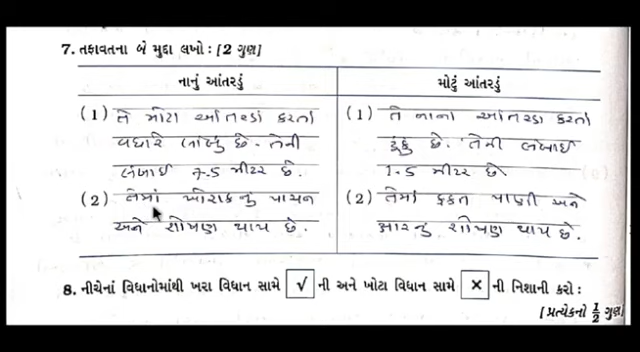 7. તફાવતના બે મુદ્દા લખો : [2 ગુણ]
નાનું આંતરડું
મોટું આંતરડું
(1) તે મોટા આંતરડા કરતાં
વધારે લાંબુ છે. તેની
લંબાઈ 7.5 મીટર છે.
(2) તેમાં ખોરાકનું પાચન
અને શોષણ થાય છે.
(1) તે નાના આંતરડા કરતાં
ટૂંકું છે. તેની લંબાઈ
1.5 મીટર છે
(2) તેમાં ફક્ત પાણી અને
ક્ષારનું શોષણ થાય છે.
8. નીચેનાં વિધાનોમાંથી ખરા વિધાન સામે √ ની અને ખોટા વિધાન સામે × ની નિશાની કરો :
[પ્રત્યેકનો 1/2 ગુણ]